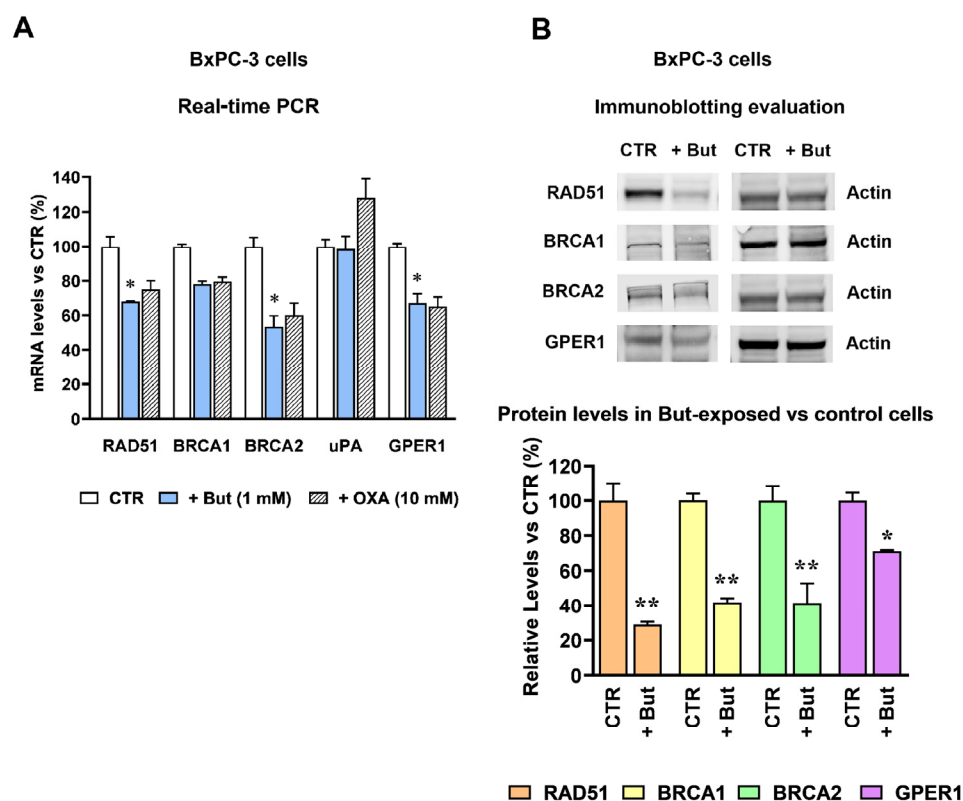 A
BxPC-3 cells
Real-time PCR
mRNA levels vs CTR (%)
140
120
100
80
60
40
20
0
*
*
*
RAD51 BRCA1 BRCA2 uPA GPER1
CTR + But (1 mM) + OXA (10 mM)
B
BxPC-3 cells
Immunoblotting evaluation
CTR + But CTR + But
RAD51 Actin
BRCA1 Actin
BRCA2 Actin
GPER1 Actin
Protein levels in But-exposed vs control cells
Relative Levels vs CTR (%)
120
100
80
60
40
20
0
**
**
**
*
CTR + But CTR + But CTR + But CTR + But
RAD51 BRCA1 BRCA2 GPER1